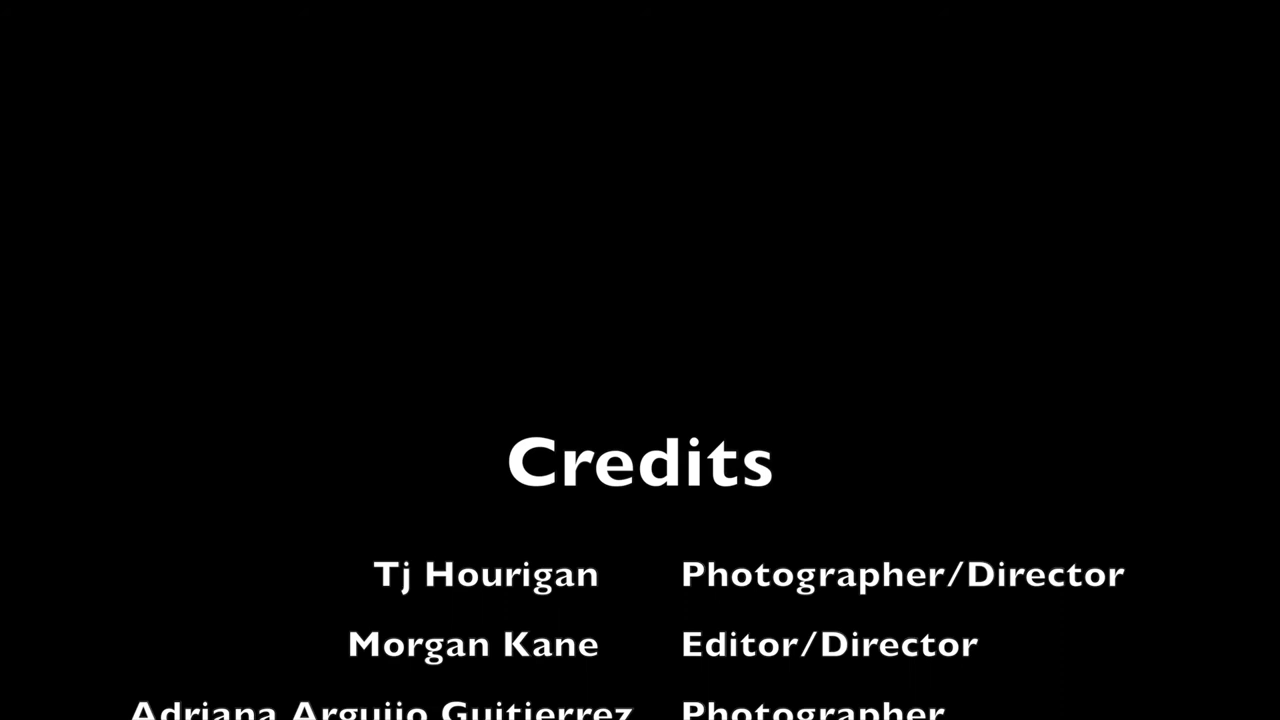 Credits
Tj Hourigan Photographer/Director
Morgan Kane Editor/Director
Adriana Arguijo Guitierrez Photographer